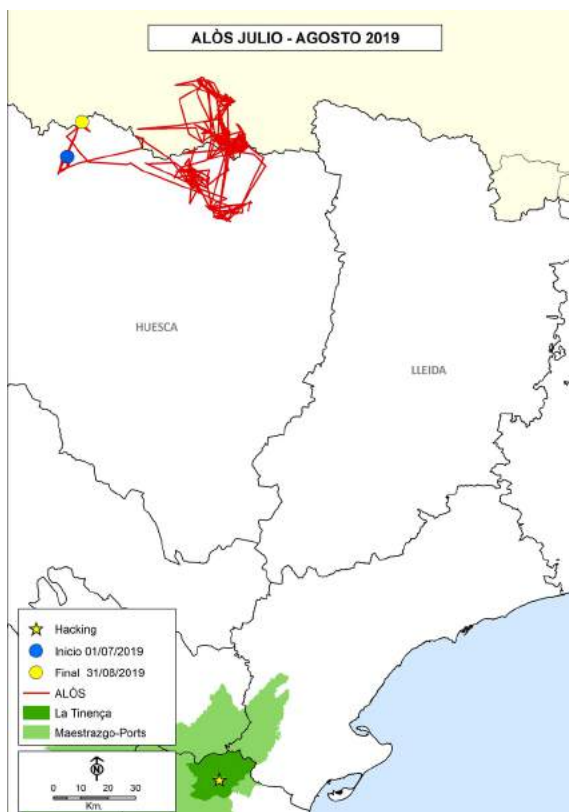 ALÒS JULIO - AGOSTO 2019
HUESCA
LLEIDA
Hacking
Inicio 01/07/2019
Final 31/08/2019
ALÒS
La Tinença
Maestrazgo-Ports
N
0 10 20 30
Km.